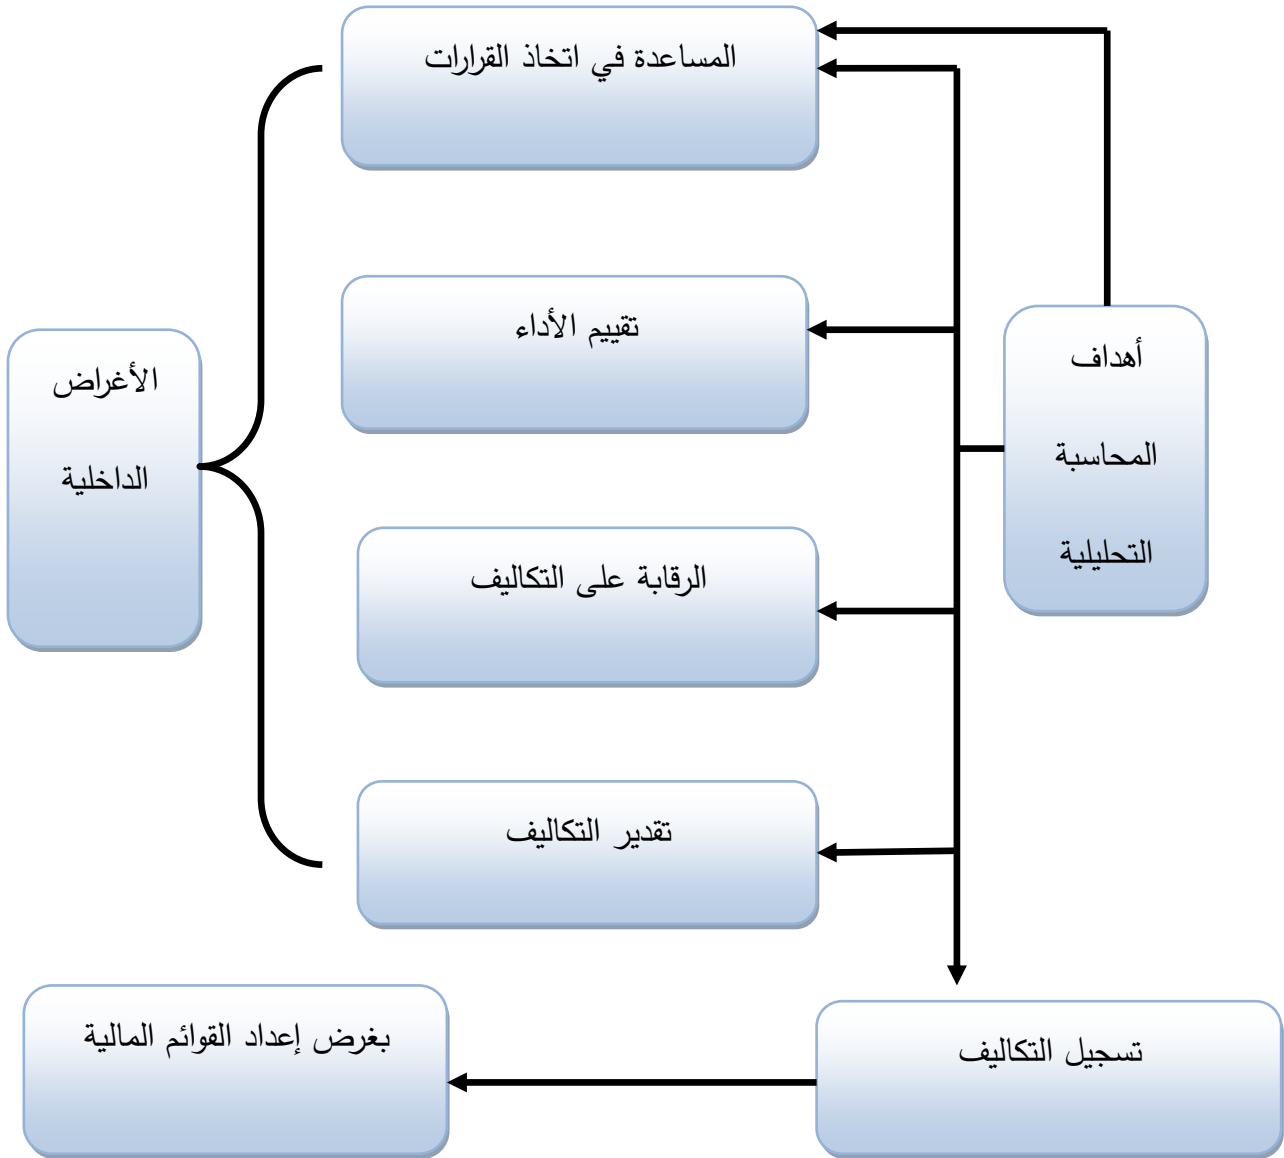 المساعدة في اتخاذ القرارات
تقييم الأداء
أهداف
المحاسبة
التحليلية
الأغراض
الداخلية
الرقابة على التكاليف
تقدير التكاليف
تسجيل التكاليف
بغرض إعداد القوائم المالية